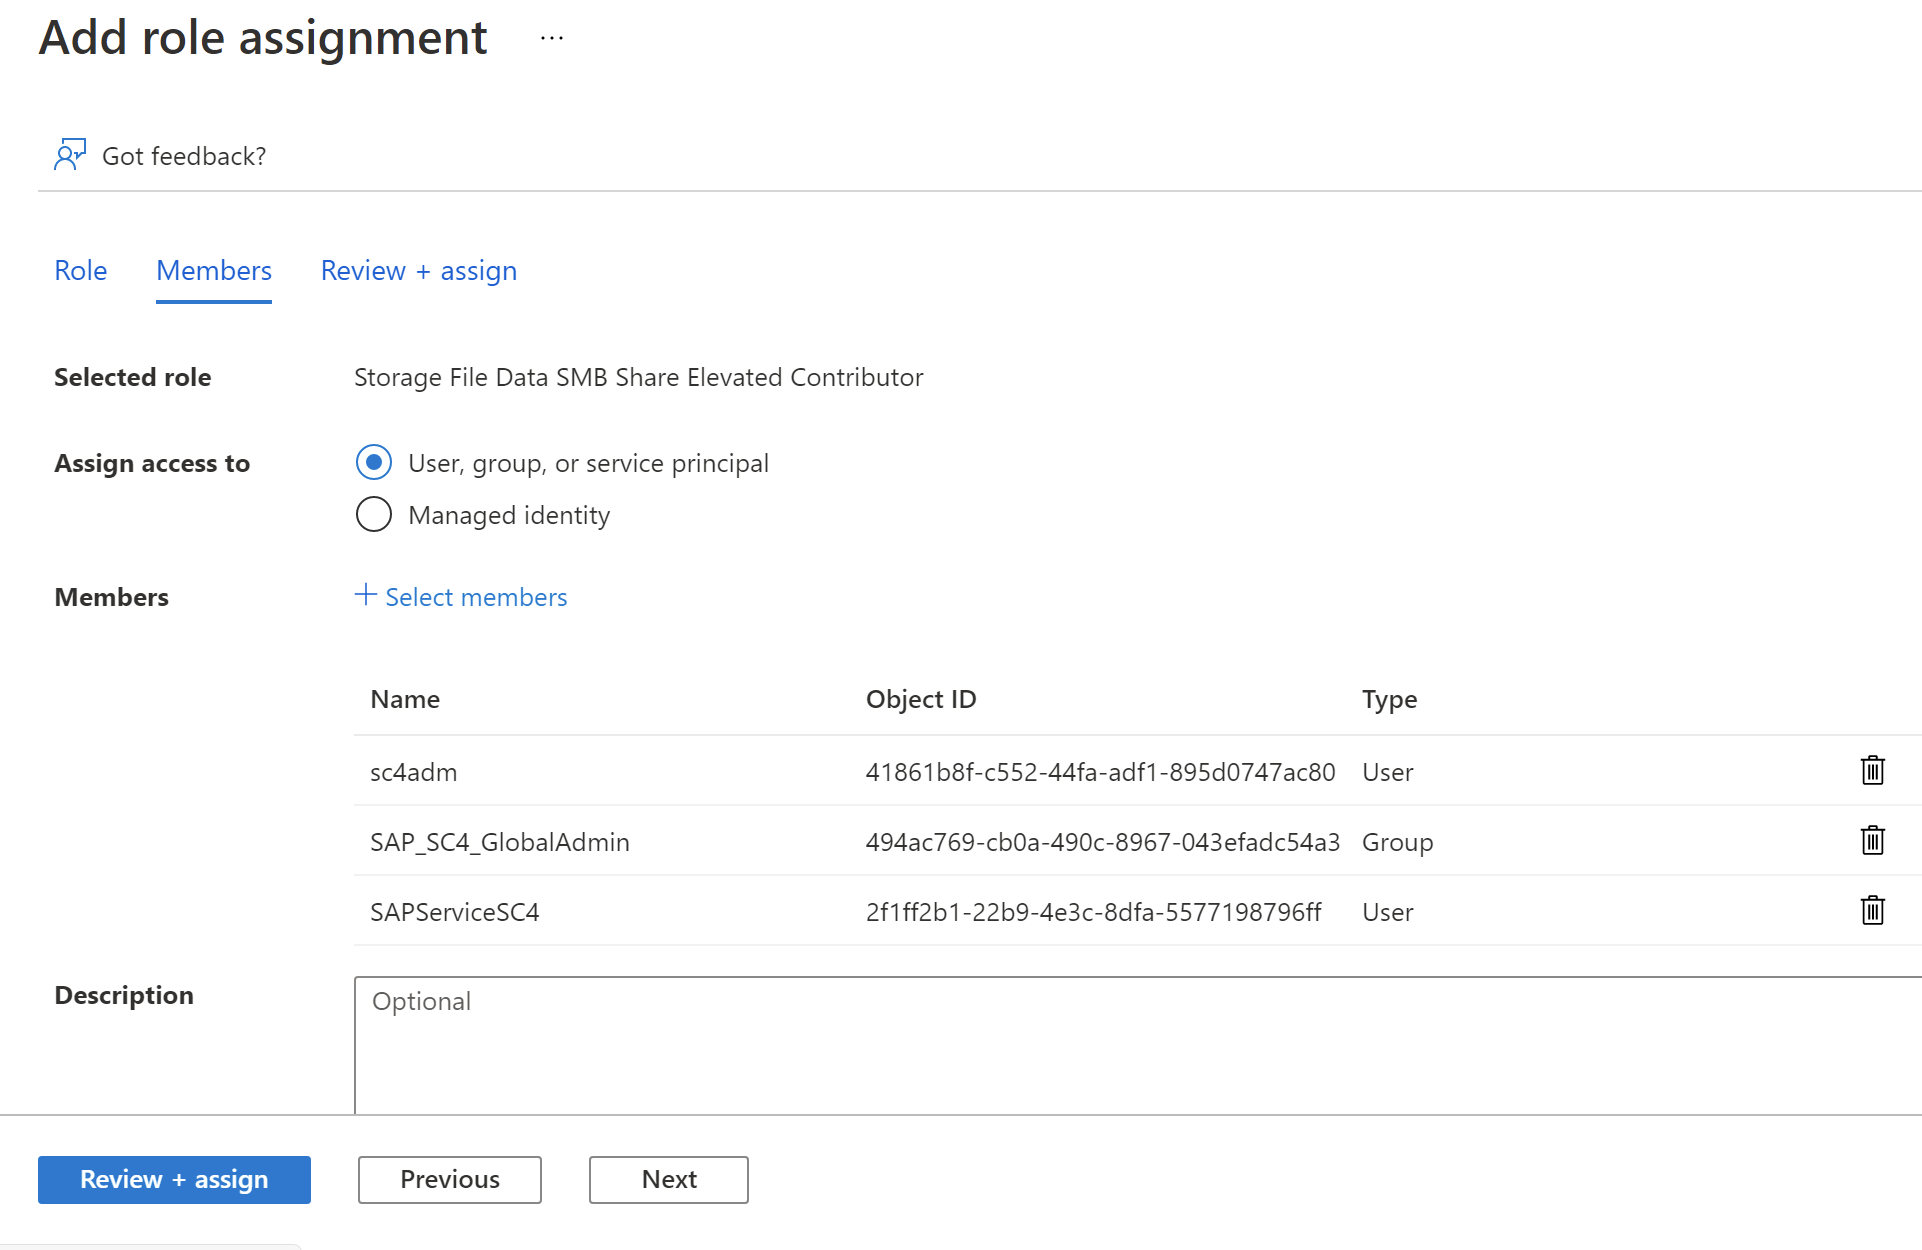 Add role assignment ...
Got feedback?
Role Members Review + assign
Selected role Storage File Data SMB Share Elevated Contributor
Assign access to User, group, or service principal
Managed identity
Members + Select members
Name Object ID Type
sc4adm 41861b8f-c552-44fa-adf1-895d0747ac80 User
SAP_SC4_GlobalAdmin 494ac769-cb0a-490c-8967-043efadc54a3 Group
SAPServiceSC4 2f1ff2b1-22b9-4e3c-8dfa-5577198796ff User
Description Optional
Review + assign Previous Next